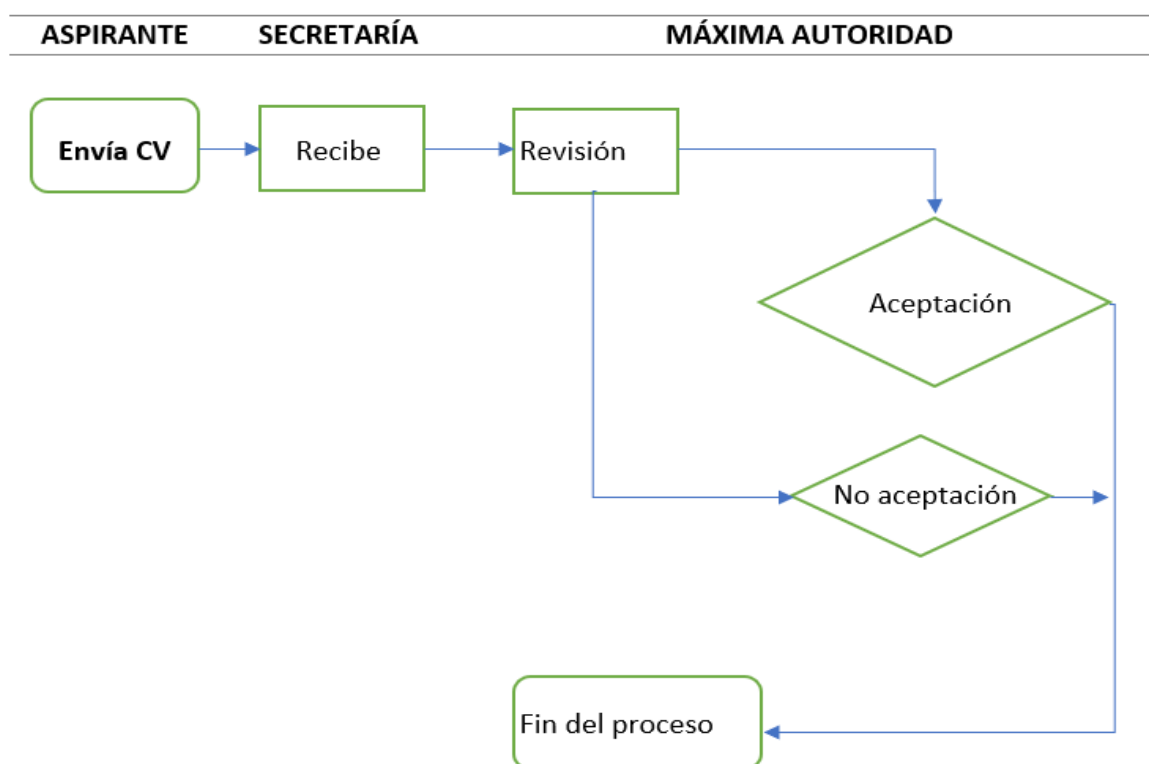 ASPIRANTE SECRETARÍA MÁXIMA AUTORIDAD
Envía CV Recibe Revisión
Aceptación
No aceptación
Fin del proceso